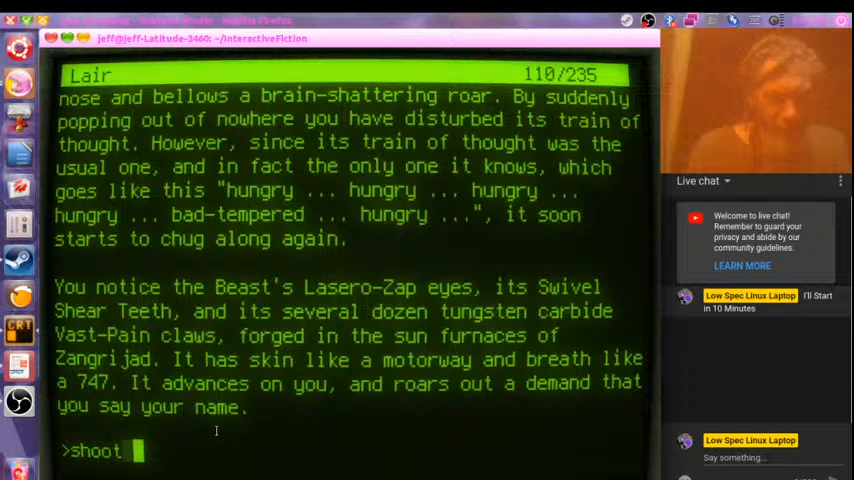 jeff@jeff-Latitude-3460: ~/InteractiveFiction
Lair 110/235
nose and bellows a brain-shattering roar. By suddenly
popping out of nowhere you have disturbed its train of
thought. However, since its train of thought was the
usual one, and in fact the only one it knows, which
goes like this "hungry ... hungry ... hungry ...
hungry ... bad-tempered ... hungry ...", it soon
starts to chug along again.
You notice the Beast's Lasero-Zap eyes, its Swivel
Shear Teeth, and its several dozen tungsten carbide
Vast-Pain claws, forged in the sun furnaces of
Zangrijad. It has skin like a motorway and breath like
a 747. It advances on you, and roars out a demand that
you say your name.
>shoot
CRT
Live chat
Welcome to live chat!
Remember to guard your
privacy and abide by our
community guidelines.
LEARN MORE
Low Spec Linux Laptop I'll Start
in 10 Minutes
Low Spec Linux Laptop
Say something...